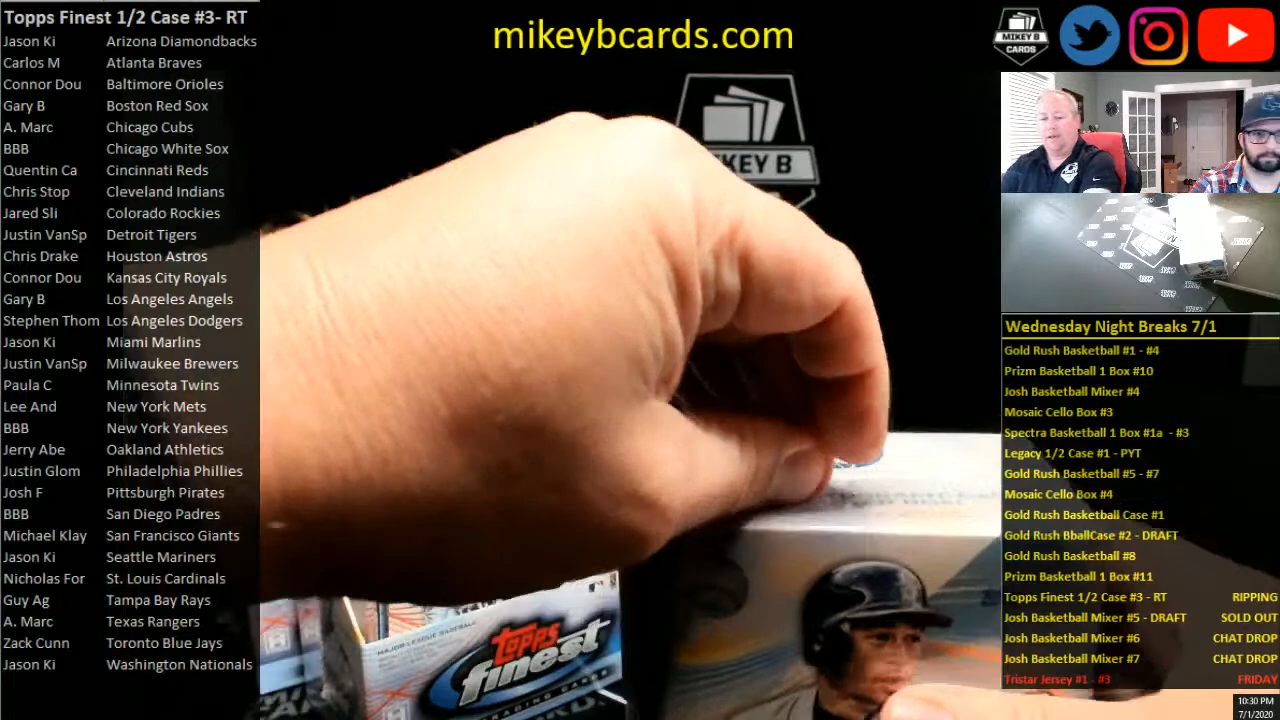 Topps Finest 1/2 Case #3- RT
Jason Ki Arizona Diamondbacks
Carlos M Atlanta Braves
Connor Dou Baltimore Orioles
Gary B Boston Red Sox
A. Marc Chicago Cubs
BBB Chicago White Sox
Quentin Ca Cincinnati Reds
Chris Stop Cleveland Indians
Jared Sli Colorado Rockies
Justin VanSp Detroit Tigers
Chris Drake Houston Astros
Connor Dou Kansas City Royals
Gary B Los Angeles Angels
Stephen Thom Los Angeles Dodgers
Jason Ki Miami Marlins
Justin VanSp Milwaukee Brewers
Paula C Minnesota Twins
Lee And New York Mets
BBB New York Yankees
Jerry Abe Oakland Athletics
Justin Glom Philadelphia Phillies
Josh F Pittsburgh Pirates
BBB San Diego Padres
Michael Klay San Francisco Giants
Jason Ki Seattle Mariners
Nicholas For St. Louis Cardinals
Guy Ag Tampa Bay Rays
A. Marc Texas Rangers
Zack Cunn Toronto Blue Jays
Jason Ki Washington Nationals
mikeybcards.com
MIKEY B
CARDS
MIKEY B
MAJOR LEAGUE BASEBALL
TOPPS
finest
TRADING CARDS
Wednesday Night Breaks 7/1
Gold Rush Basketball #1 - #4
Prizm Basketball 1 Box #10
Josh Basketball Mixer #4
Mosaic Cello Box #3
Spectra Basketball 1 Box #1a - #3
Legacy 1/2 Case #1 - PYT
Gold Rush Basketball #5 - #7
Mosaic Cello Box #4
Gold Rush Basketball Case #1
Gold Rush BballCase #2 - DRAFT
Gold Rush Basketball #8
Prizm Basketball 1 Box #11
Topps Finest 1/2 Case #3 - RT RIPPING
Josh Basketball Mixer #5 - DRAFT SOLD OUT
Josh Basketball Mixer #6 CHAT DROP
Josh Basketball Mixer #7 CHAT DROP
Tristar Jersey #1 - #3 FRIDAY
10:30 PM
7/1/2020